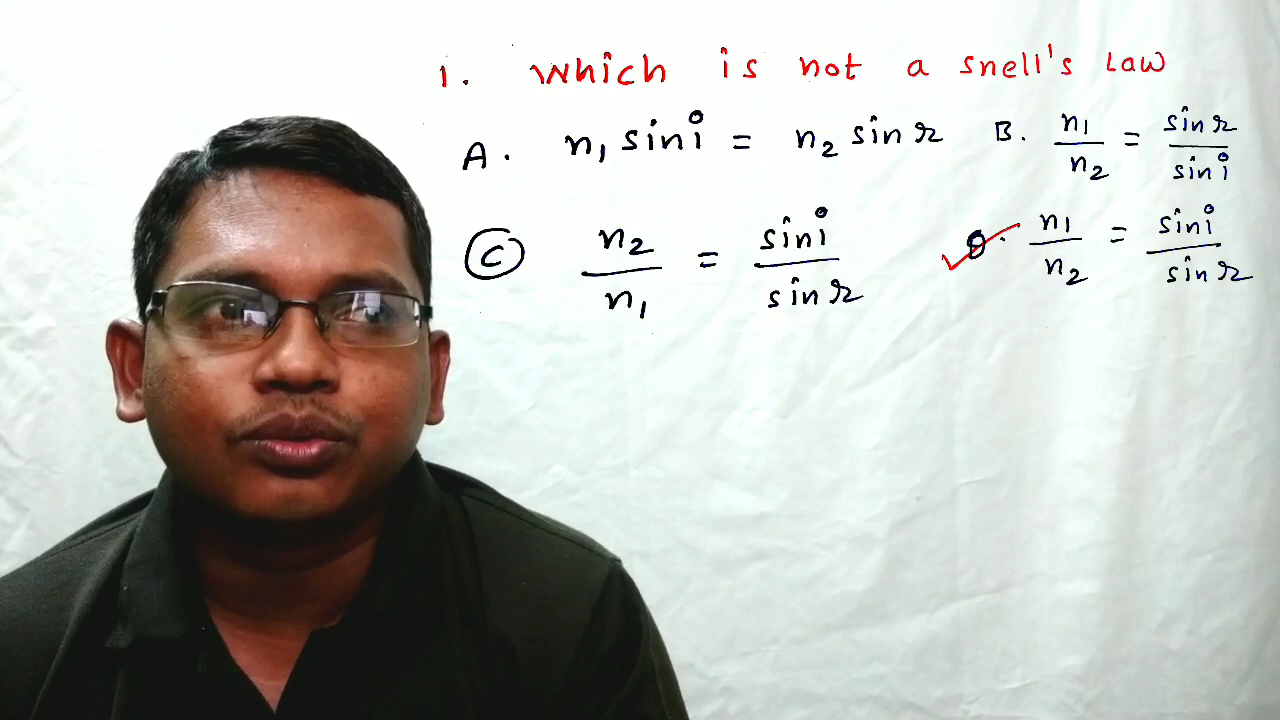 1. Which is not a snell's Law
A. n₁ sin i = n₂ sin r B. n₁/n₂ = sin r/sin i
C n₂/n₁ = sin i/sin r D. n₁/n₂ = sin i/sin r